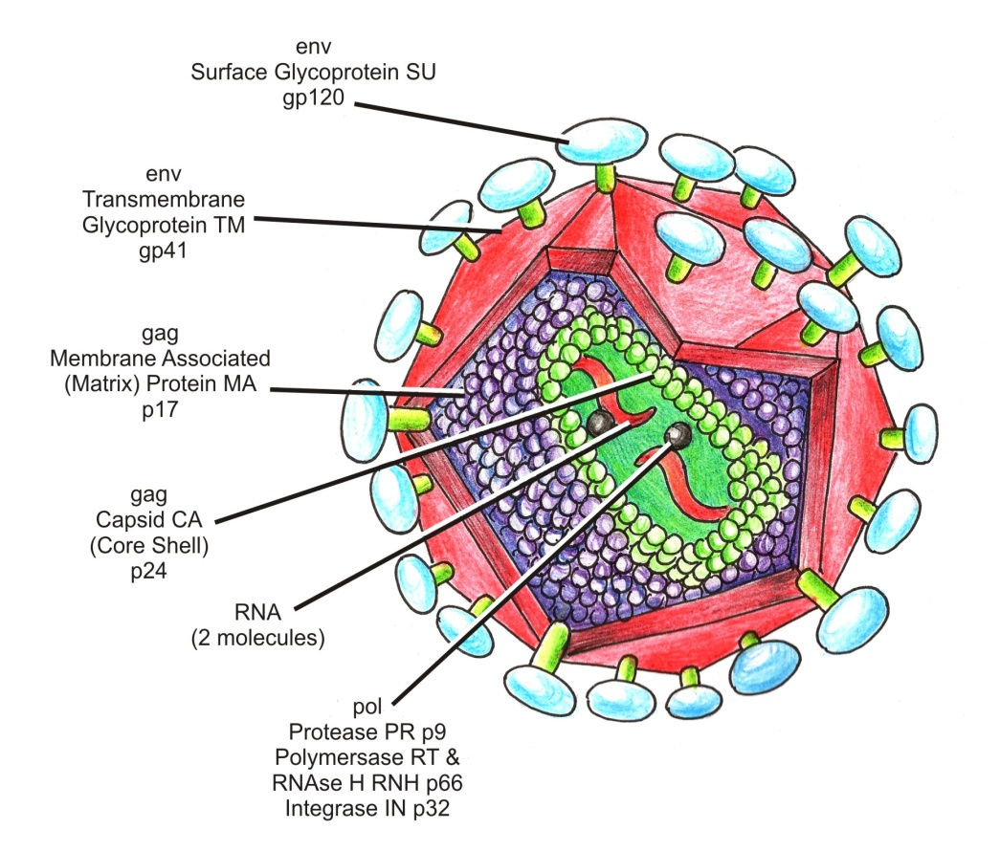 env
Surface Glycoprotein SU
gp120
env
Transmembrane
Glycoprotein TM
gp41
gag
Membrane Associated
(Matrix) Protein MA
p17
gag
Capsid CA
(Core Shell)
p24
RNA
(2 molecules)
pol
Protease PR p9
Polymersase RT &
RNAse H RNH p66
Integrase IN p32